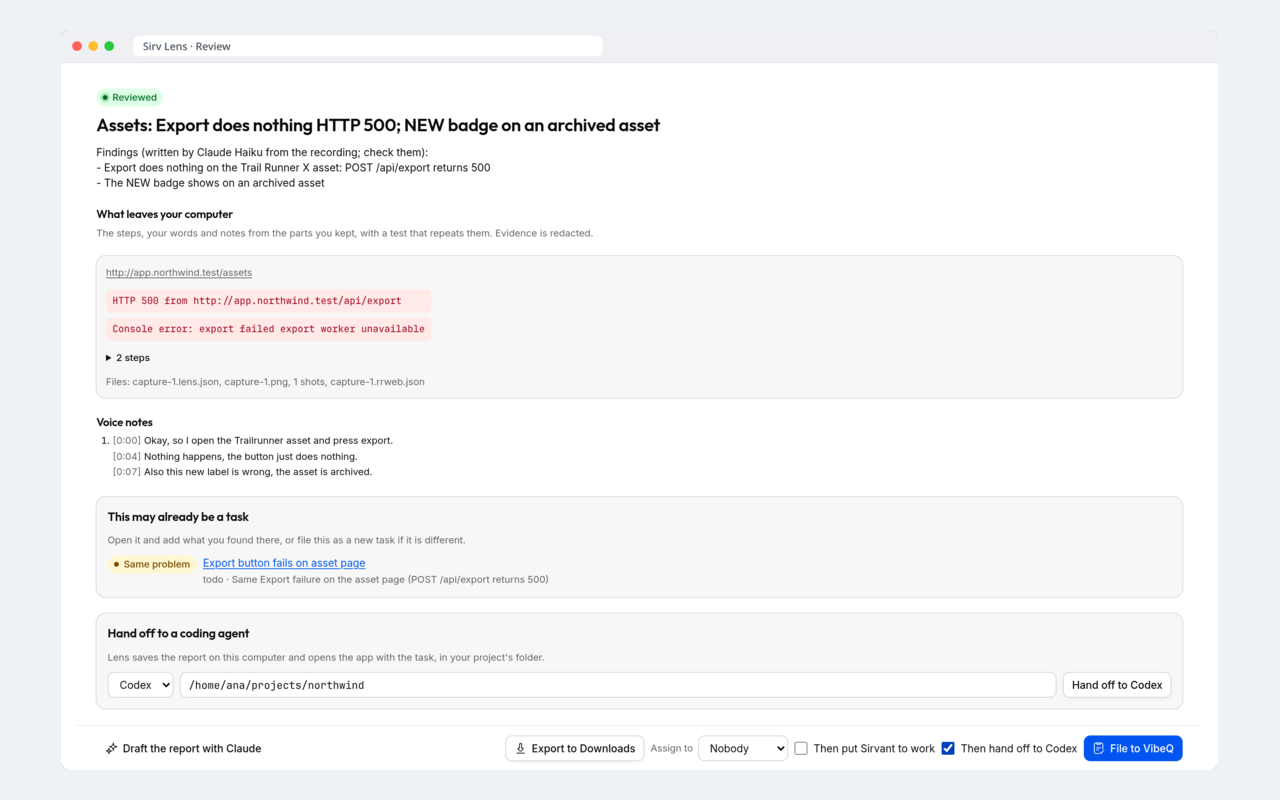 Sirv Lens · Review
Reviewed
Assets: Export does nothing HTTP 500; NEW badge on an archived asset
Findings (written by Claude Haiku from the recording; check them):
- Export does nothing on the Trail Runner X asset: POST /api/export returns 500
- The NEW badge shows on an archived asset
What leaves your computer
The steps, your words and notes from the parts you kept, with a test that repeats them. Evidence is redacted.
http://app.northwind.test/assets
HTTP 500 from http://app.northwind.test/api/export
Console error: export failed export worker unavailable
2 steps
Files: capture-1.lens.json, capture-1.png, 1 shots, capture-1.rrweb.json
Voice notes
1. [0:00] Okay, so I open the Trailrunner asset and press export.
[0:04] Nothing happens, the button just does nothing.
[0:07] Also this new label is wrong, the asset is archived.
This may already be a task
Open it and add what you found there, or file this as a new task if it is different.
Same problem Export button fails on asset page
todo · Same Export failure on the asset page (POST /api/export returns 500)
Hand off to a coding agent
Lens saves the report on this computer and opens the app with the task, in your project's folder.
Codex /home/ana/projects/northwind Hand off to Codex
Draft the report with Claude Export to Downloads Assign to Nobody Then put Sirvant to work Then hand off to Codex File to VibeQ